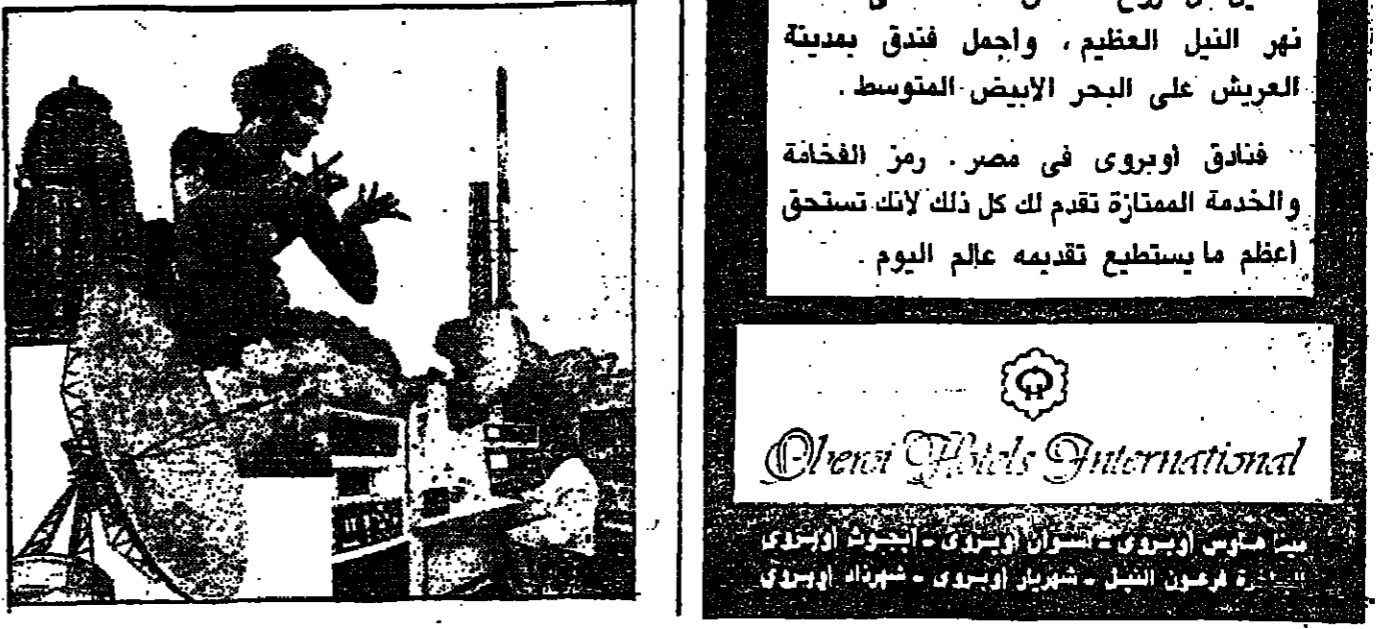 نهر النيل العظيم ، وأجمل فندق بمدينة
العريش على البحر الابيض المتوسط .
فنادق أوبروى فى مصر . رمز الفخامة
والخدمة الممتازة تقدم لك كل ذلك لانك تستحق
أعظم ما يستطيع تقديمه عالم اليوم .
Oberoi Hotels International
مينا هاوس أوبروى - أسوان أوبروى - ايجوث أوبروى
فرعون النيل - شهريار أوبروى - شهرزاد أوبروى